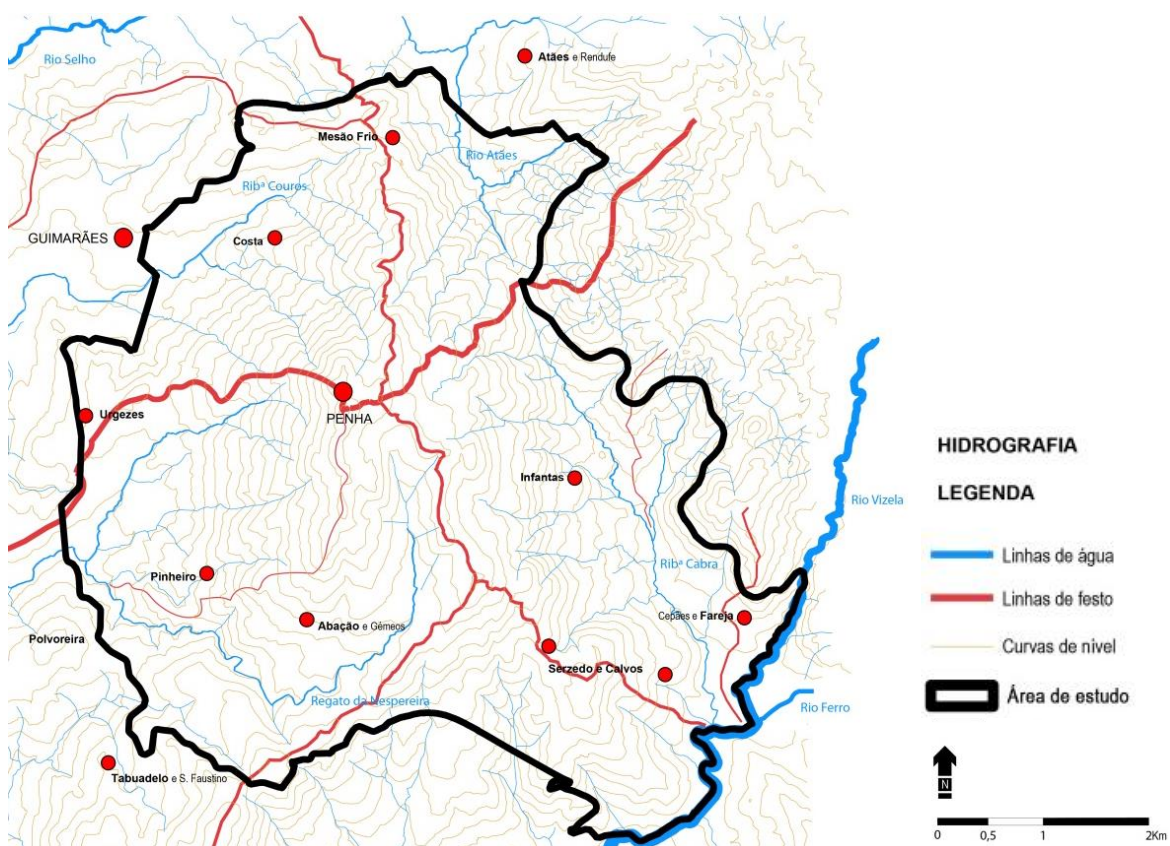 Rio Selho
Atães e Rendufe
Mesão Frio
Rio Atães
Ribª Couros
GUIMARÃES
Costa
PENHA
Urgezes
Infantas
HIDROGRAFIA
LEGENDA
Rio Vizela
Linhas de água
Linhas de festo
Curvas de nivel
Área de estudo
Pinheiro
Ribª Cabra
Abação e Gémeos
Cepães e Fareja
Polvoreira
Serzedo e Calvos
Regato da Nespereira
Rio Ferro
Tabuadelo e S. Faustino
N
0 0,5 1 2Km